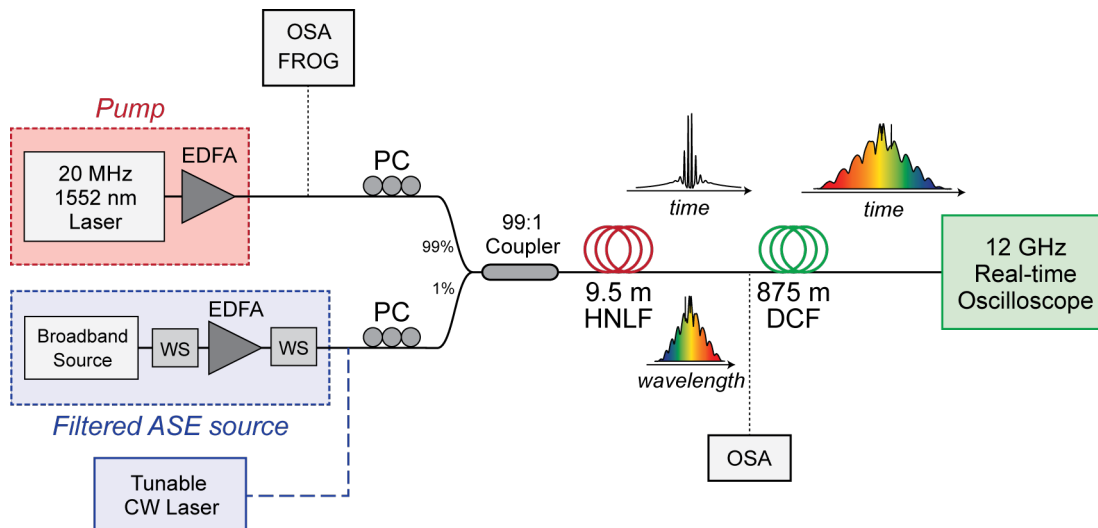 OSA
FROG
Pump
20 MHz
1552 nm
Laser
EDFA
PC
99%
1%
99:1
Coupler
9.5 m
HNLF
time
time
875 m
DCF
12 GHz
Real-time
Oscilloscope
wavelength
OSA
Broadband
Source
WS
EDFA
WS
PC
Filtered ASE source
Tunable
CW Laser